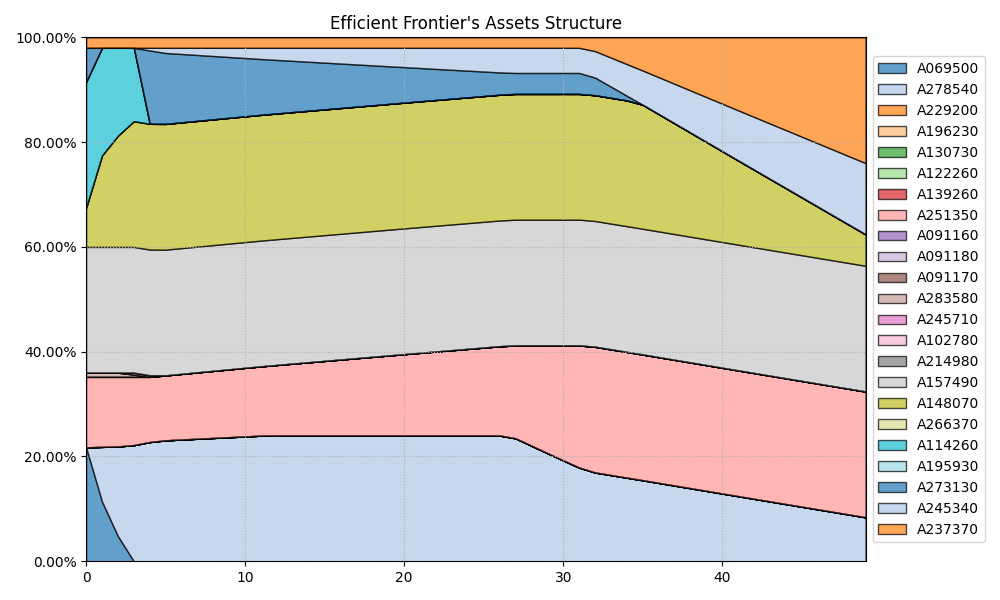 Efficient Frontier's Assets Structure
100.00%
80.00%
60.00%
40.00%
20.00%
0.00%
0
10
20
30
40
A069500
A278540
A229200
A196230
A130730
A122260
A139260
A251350
A091160
A091180
A091170
A283580
A245710
A102780
A214980
A157490
A148070
A266370
A114260
A195930
A273130
A245340
A237370